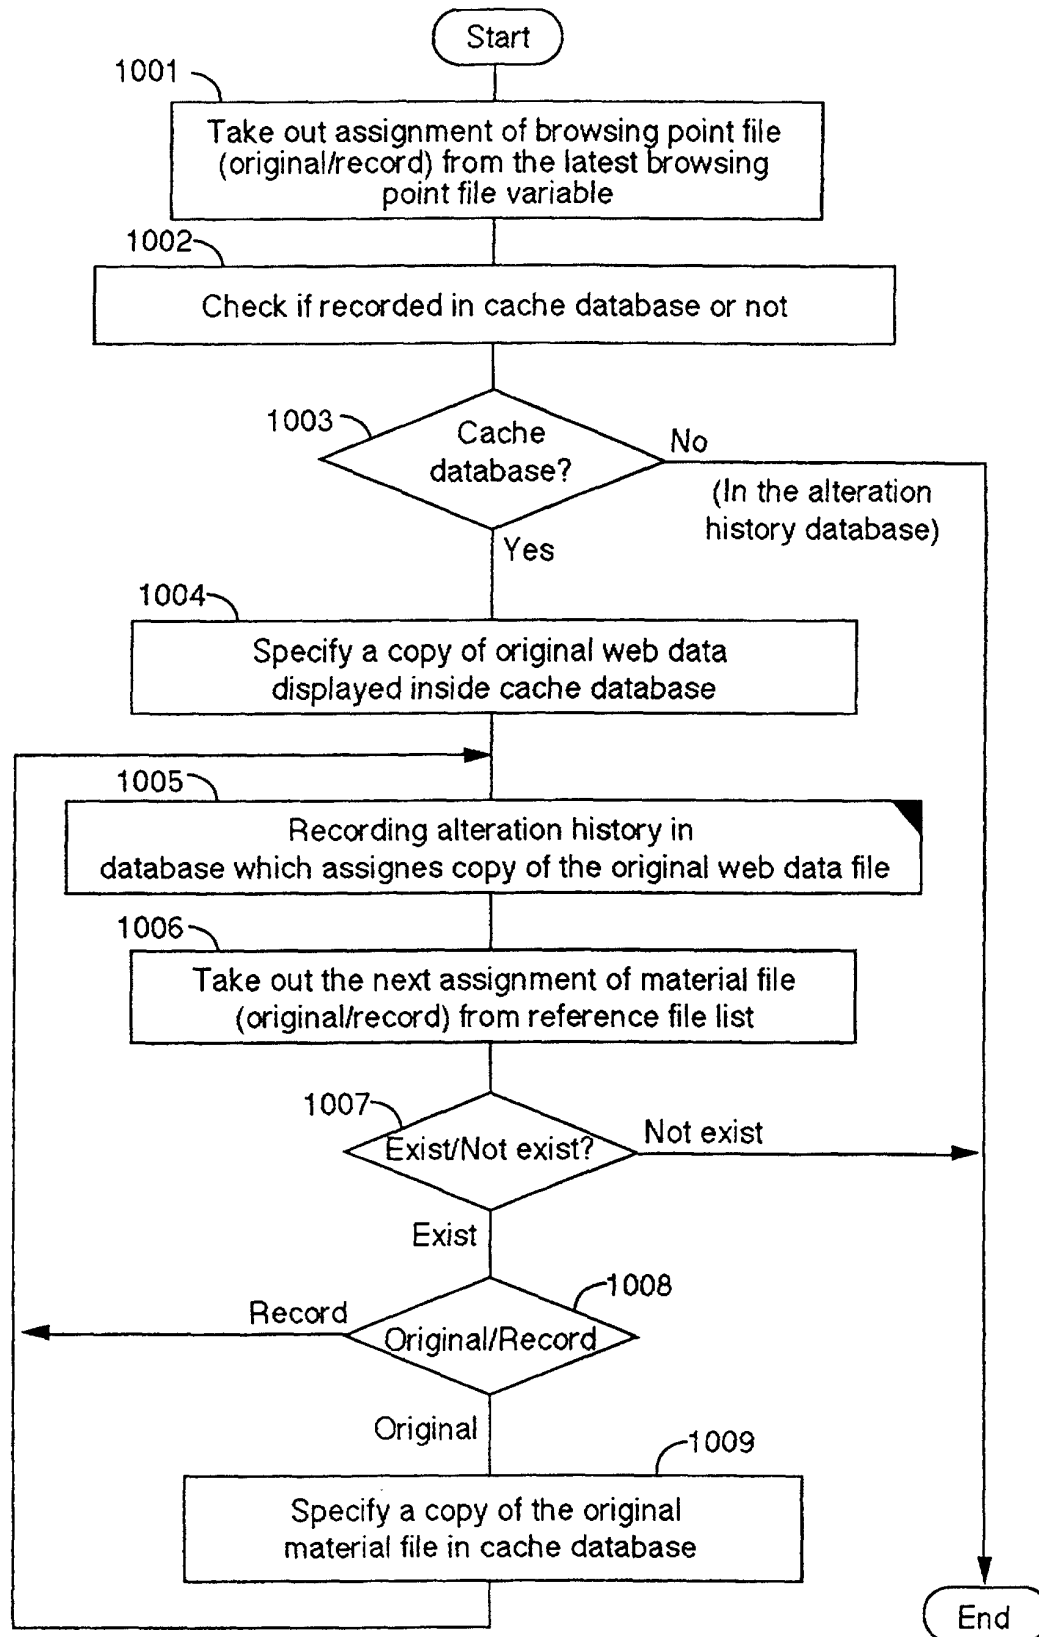 Start
1001
Take out assignment of browsing point file
(original/record) from the latest browsing
point file variable
1002
Check if recorded in cache database or not
1003
Cache
database?
No
(In the alteration
history database)
Yes
1004
Specify a copy of original web data
displayed inside cache database
1005
Recording alteration history in
database which assignes copy of the original web data file
1006
Take out the next assignment of material file
(original/record) from reference file list
1007
Exist/Not exist?
Not exist
Exist
1008
Record
Original/Record
Original
1009
Specify a copy of the original
material file in cache database
End